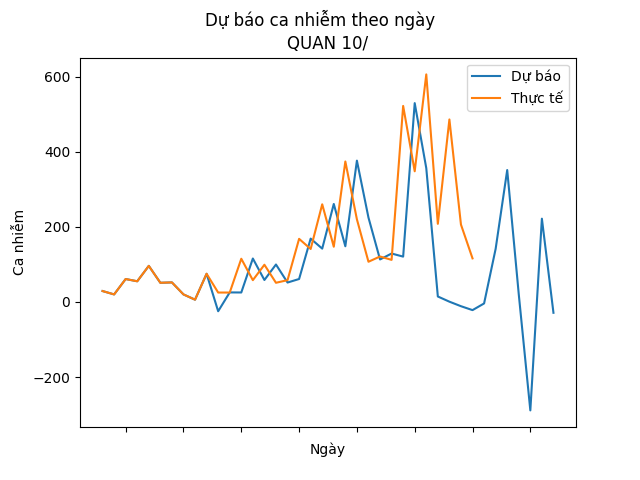 Dự báo ca nhiễm theo ngày
QUAN 10/
Dự báo
Thực tế
600
400
200
0
−200
Ca nhiễm
Ngày